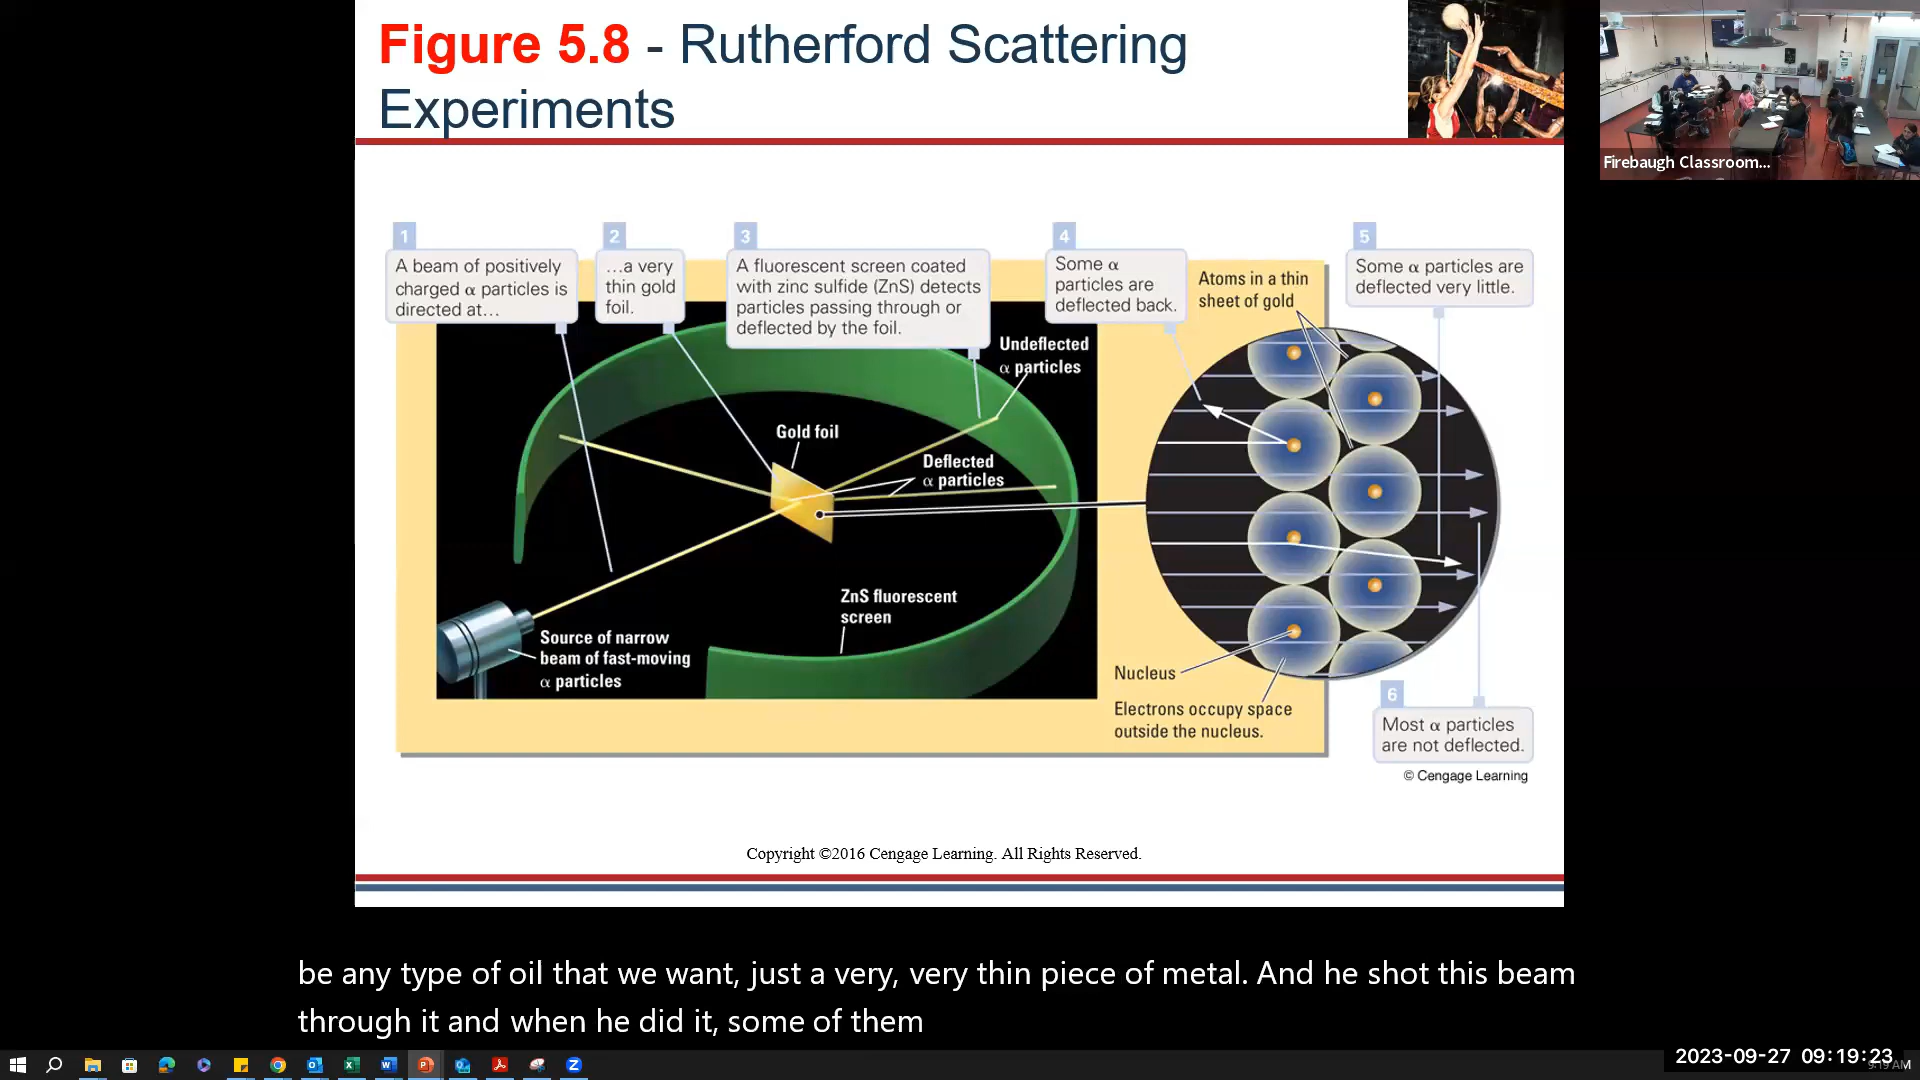 Figure 5.8 - Rutherford Scattering
Experiments
Firebaugh Classroom...
1
A beam of positively
charged α particles is
directed at…
2
…a very
thin gold
foil.
3
A fluorescent screen coated
with zinc sulfide (ZnS) detects
particles passing through or
deflected by the foil.
4
Some α
particles are
deflected back.
Atoms in a thin
sheet of gold
5
Some α particles are
deflected very little.
Undeflected
α particles
Gold foil
Deflected
α particles
ZnS fluorescent
screen
Source of narrow
beam of fast-moving
α particles
Nucleus
Electrons occupy space
outside the nucleus.
6
Most α particles
are not deflected.
© Cengage Learning
Copyright ©2016 Cengage Learning. All Rights Reserved.
be any type of oil that we want, just a very, very thin piece of metal. And he shot this beam
through it and when he did it, some of them
2023-09-27 09:19:23
9:19 AM